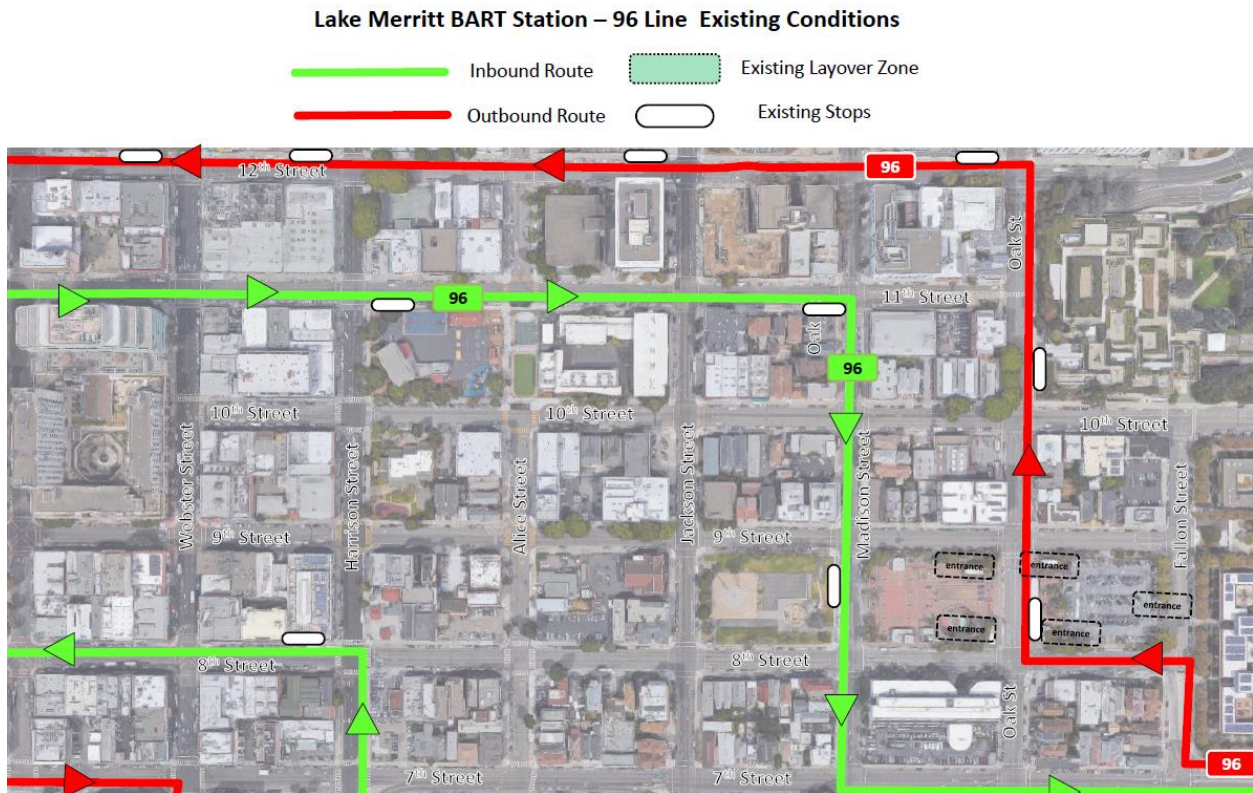 Lake Merritt BART Station – 96 Line Existing Conditions
Inbound Route
Existing Layover Zone
Outbound Route
Existing Stops
12th Street
96
Oak St
96
11th Street
Oak
96
10th Street
10th Street
10th Street
Webster Street
Harrison Street
Alice Street
Jackson Street
Madison Street
Fallon Street
9th Street
9th Street
entrance
entrance
entrance
entrance
entrance
8th Street
8th Street
Oak St
7th Street
7th Street
96